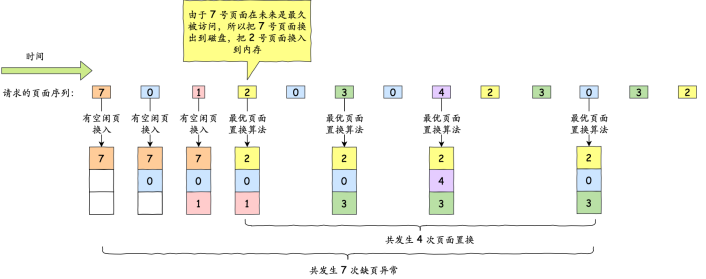 由于 7 号页面在未来是最久
被访问，所以把 7 号页面换
出到磁盘，把 2 号页面换入
到内存
时间
请求的页面序列： 7 0 1 2 0 3 0 4 2 3 0 3 2
有空闲页 有空闲页 有空闲页 最优页面 最优页面 最优页面 最优页面
换入 换入 换入 置换算法 置换算法 置换算法 置换算法
7 7 7 2 2 2 2
0 0 0 0 4 0
1 1 3 3 3
共发生 4 次页面置换
共发生 7 次缺页异常